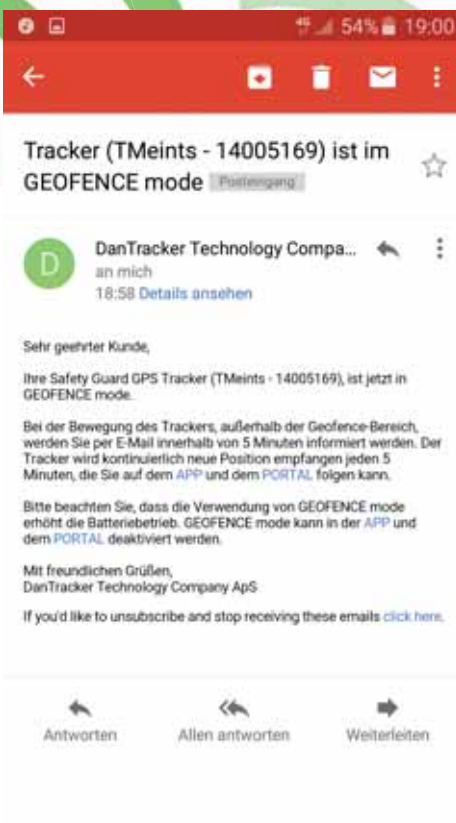 4G 54% 19:00
Tracker (TMeints - 14005169) ist im
GEOFENCE mode Posteingang
D
DanTracker Technology Compa...
an mich
18:58 Details ansehen
Sehr geehrter Kunde,
Ihre Safety Guard GPS Tracker (TMeints - 14005169), ist jetzt in
GEOFENCE mode.
Bei der Bewegung des Trackers, außerhalb der Geofence-Bereich,
werden Sie per E-Mail innerhalb von 5 Minuten informiert werden. Der
Tracker wird kontinuierlich neue Position empfangen jeden 5
Minuten, die Sie auf dem APP und dem PORTAL folgen kann.
Bitte beachten Sie, dass die Verwendung von GEOFENCE mode
erhöht die Batteriebetrieb. GEOFENCE mode kann in der APP und
dem PORTAL deaktiviert werden.
Mit freundlichen Grüßen,
DanTracker Technology Company ApS
If you'd like to unsubscribe and stop receiving these emails click here.
Antworten
Allen antworten
Weiterleiten